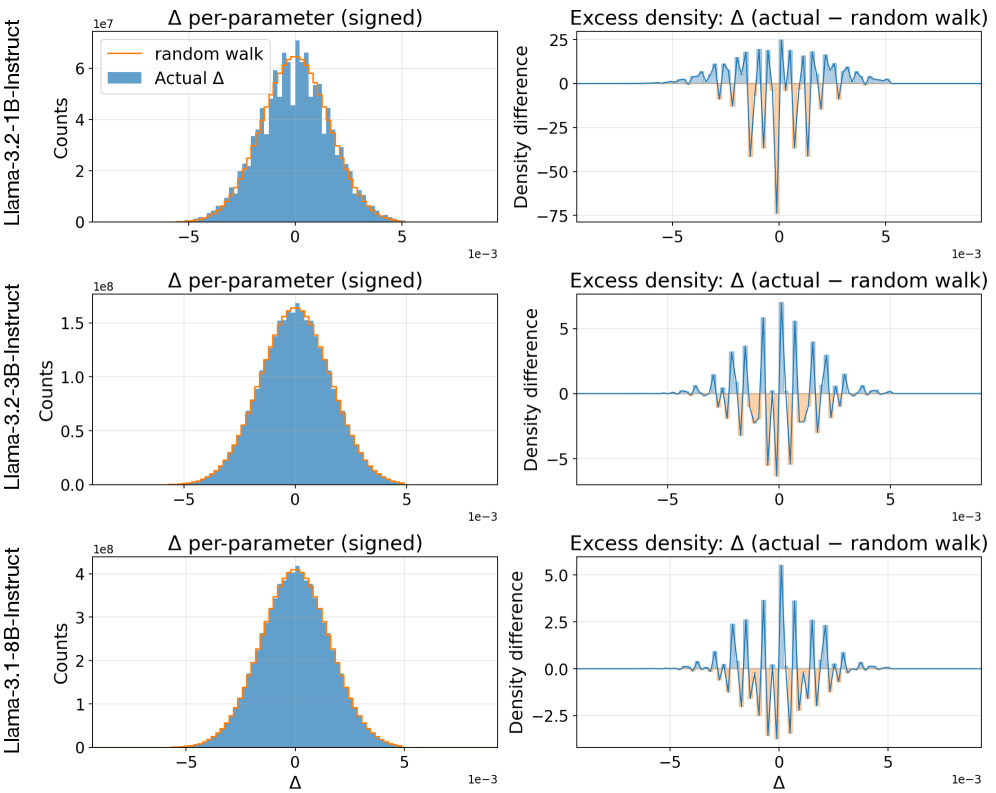 Δ per-parameter (signed)
Excess density: Δ (actual − random walk)
Llama-3.2-1B-Instruct
1e7
Counts
6
4
2
0
random walk
Actual Δ
−5
0
5
1e−3
Density difference
25
0
−25
−50
−75
−5
0
5
1e−3
Δ per-parameter (signed)
Excess density: Δ (actual − random walk)
Llama-3.2-3B-Instruct
1e8
Counts
1.5
1.0
0.5
0.0
−5
0
5
1e−3
Density difference
5
0
−5
−5
0
5
1e−3
Δ per-parameter (signed)
Excess density: Δ (actual − random walk)
Llama-3.1-8B-Instruct
1e8
Counts
4
3
2
1
0
−5
0
5
Δ
1e−3
Density difference
5.0
2.5
0.0
−2.5
−5
0
5
Δ
1e−3